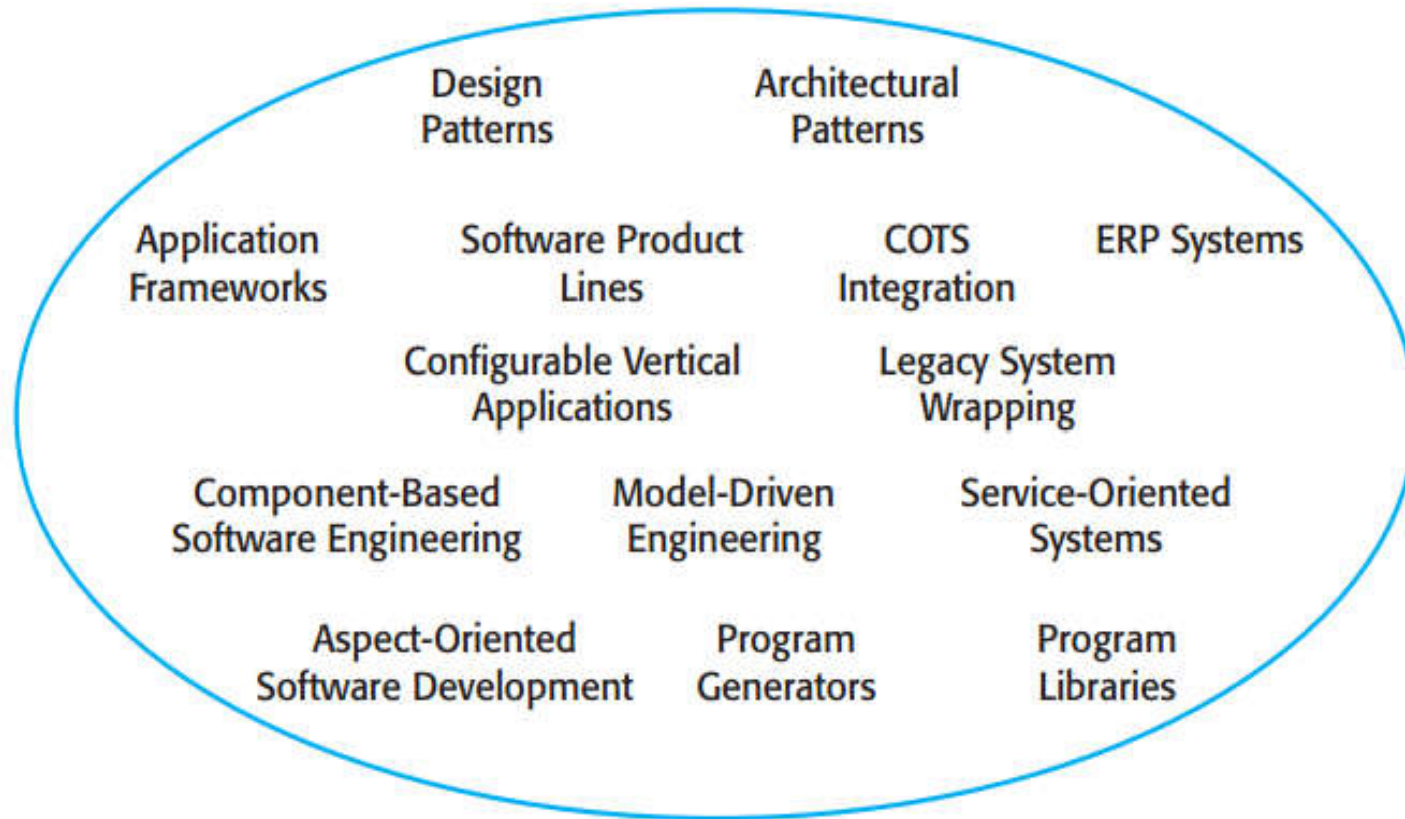 Design
Patterns
Architectural
Patterns
Application
Frameworks
Software Product
Lines
COTS
Integration
ERP Systems
Configurable Vertical
Applications
Legacy System
Wrapping
Component-Based
Software Engineering
Model-Driven
Engineering
Service-Oriented
Systems
Aspect-Oriented
Software Development
Program
Generators
Program
Libraries